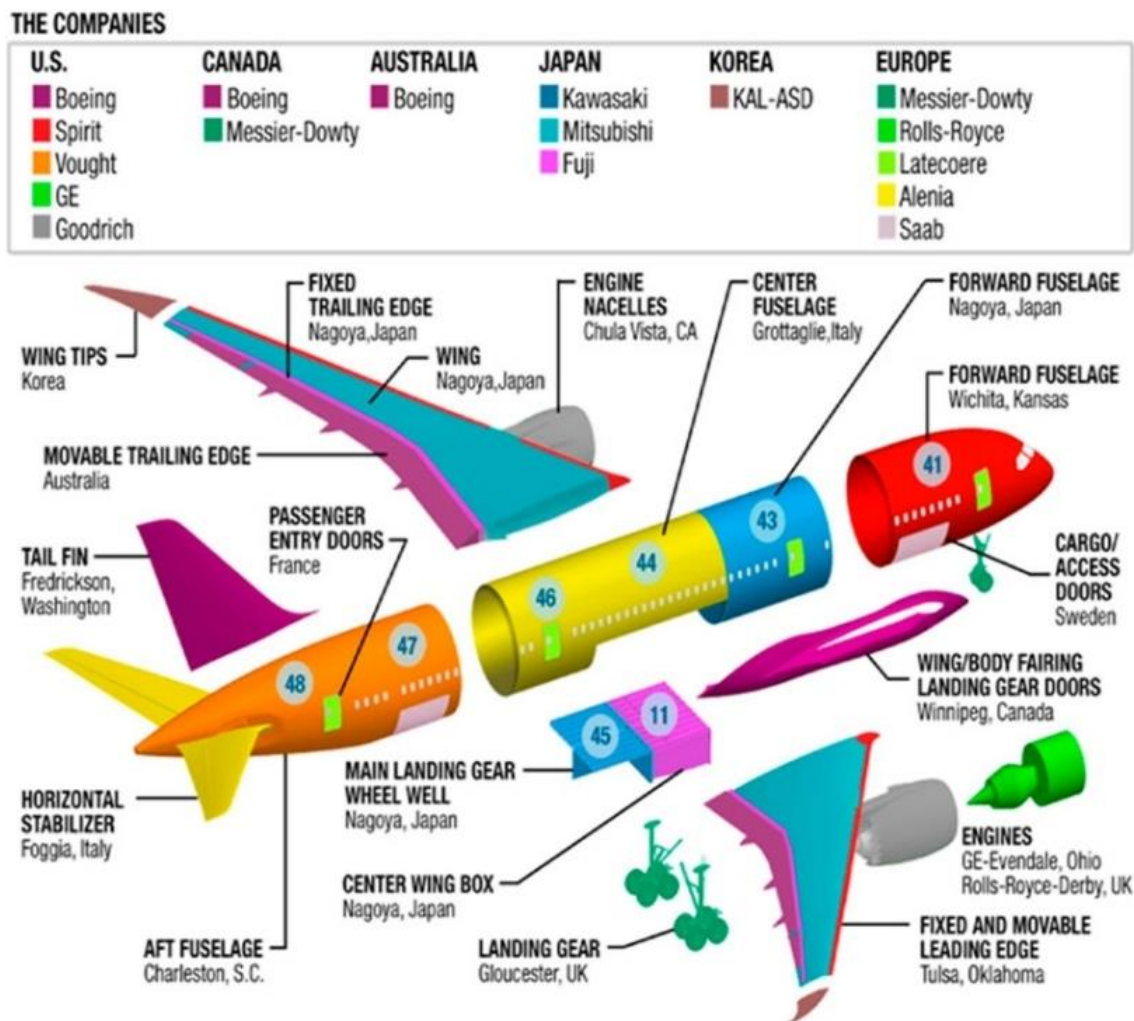 THE COMPANIES
U.S.
Boeing
Spirit
Vought
GE
Goodrich
CANADA
Boeing
Messier-Dowty
AUSTRALIA
Boeing
JAPAN
Kawasaki
Mitsubishi
Fuji
KOREA
KAL-ASD
EUROPE
Messier-Dowty
Rolls-Royce
Latecoere
Alenia
Saab
FIXED
TRAILING EDGE
Nagoya,Japan
ENGINE
NACELLES
Chula Vista, CA
CENTER
FUSELAGE
Grottaglie,Italy
FORWARD FUSELAGE
Nagoya, Japan
WING TIPS
Korea
WING
Nagoya,Japan
FORWARD FUSELAGE
Wichita, Kansas
MOVABLE TRAILING EDGE
Australia
41
43
44
46
47
48
PASSENGER
ENTRY DOORS
France
TAIL FIN
Fredrickson,
Washington
CARGO/
ACCESS
DOORS
Sweden
WING/BODY FAIRING
LANDING GEAR DOORS
Winnipeg, Canada
11
45
MAIN LANDING GEAR
WHEEL WELL
Nagoya, Japan
HORIZONTAL
STABILIZER
Foggia, Italy
ENGINES
GE-Evendale, Ohio
Rolls-Royce-Derby, UK
CENTER WING BOX
Nagoya, Japan
AFT FUSELAGE
Charleston, S.C.
LANDING GEAR
Gloucester, UK
FIXED AND MOVABLE
LEADING EDGE
Tulsa, Oklahoma